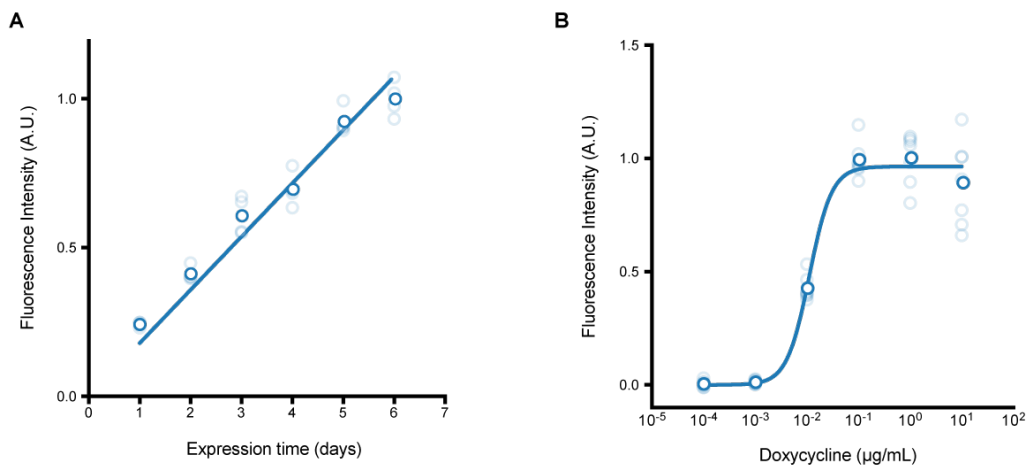 A
Fluorescence Intensity (A.U.)
1.0
0.5
0.0
0 1 2 3 4 5 6 7
Expression time (days)
B
Fluorescence Intensity (A.U.)
1.5
1.0
0.5
0.0
10⁻⁵ 10⁻⁴ 10⁻³ 10⁻² 10⁻¹ 10⁰ 10¹ 10²
Doxycycline (µg/mL)